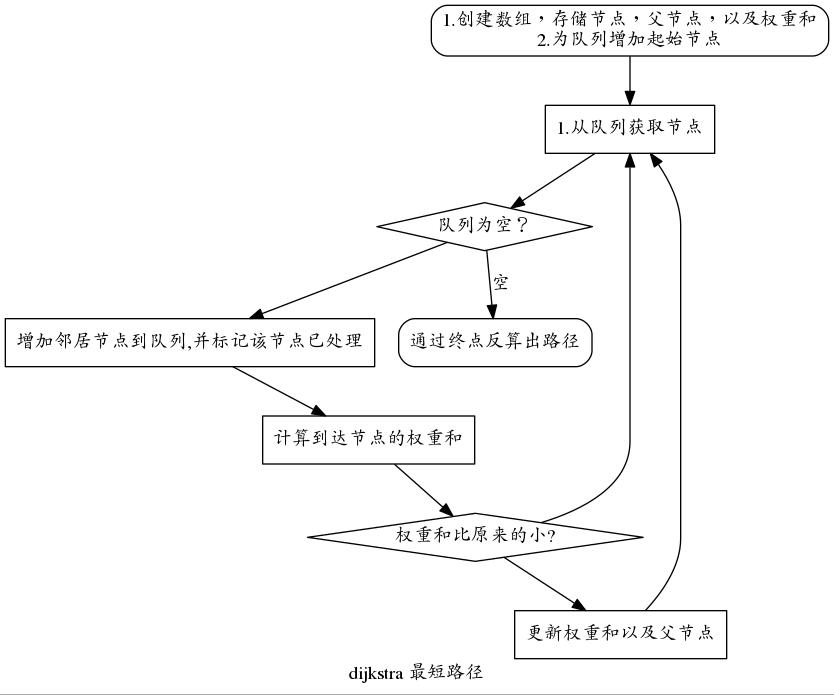 1.创建数组，存储节点，父节点，以及权重和
2.为队列增加起始节点
1.从队列获取节点
队列为空？
空
增加邻居节点到队列,并标记该节点已处理
通过终点反算出路径
计算到达节点的权重和
权重和比原来的小?
更新权重和以及父节点
dijkstra 最短路径